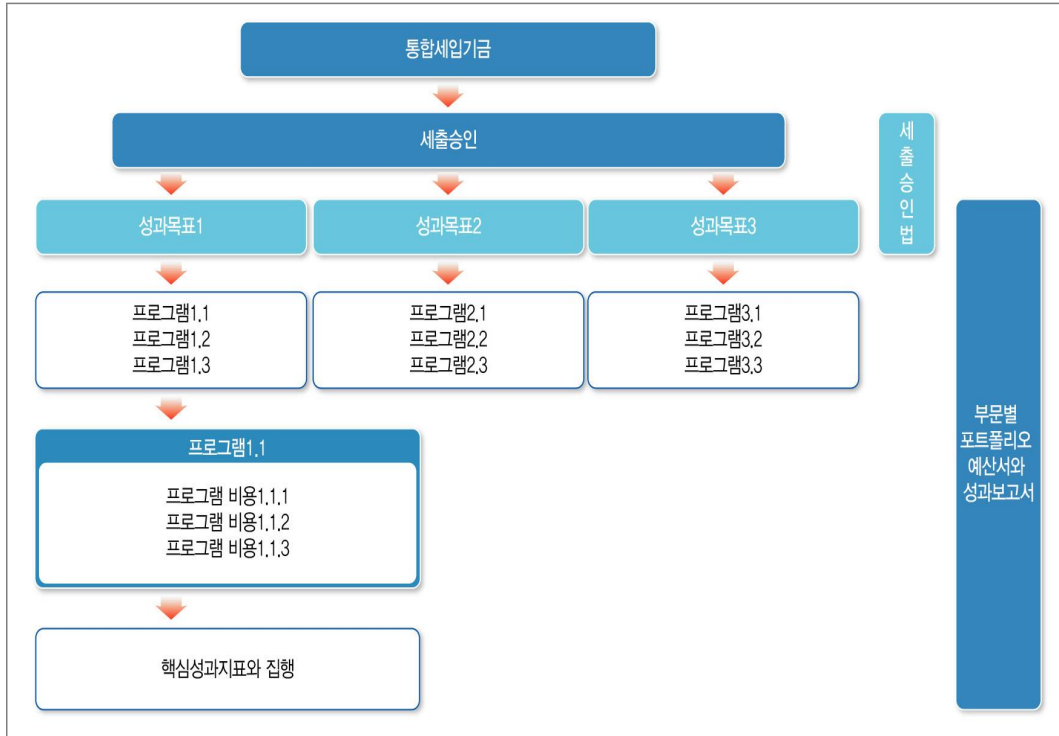 통합세입기금
세출승인
세
출
승
인
법
성과목표1
성과목표2
성과목표3
프로그램1.1
프로그램1.2
프로그램1.3
프로그램2.1
프로그램2.2
프로그램2.3
프로그램3.1
프로그램3.2
프로그램3.3
프로그램1.1
프로그램 비용1.1.1
프로그램 비용1.1.2
프로그램 비용1.1.3
핵심성과지표와 집행
부문별
포트폴리오
예산서와
성과보고서